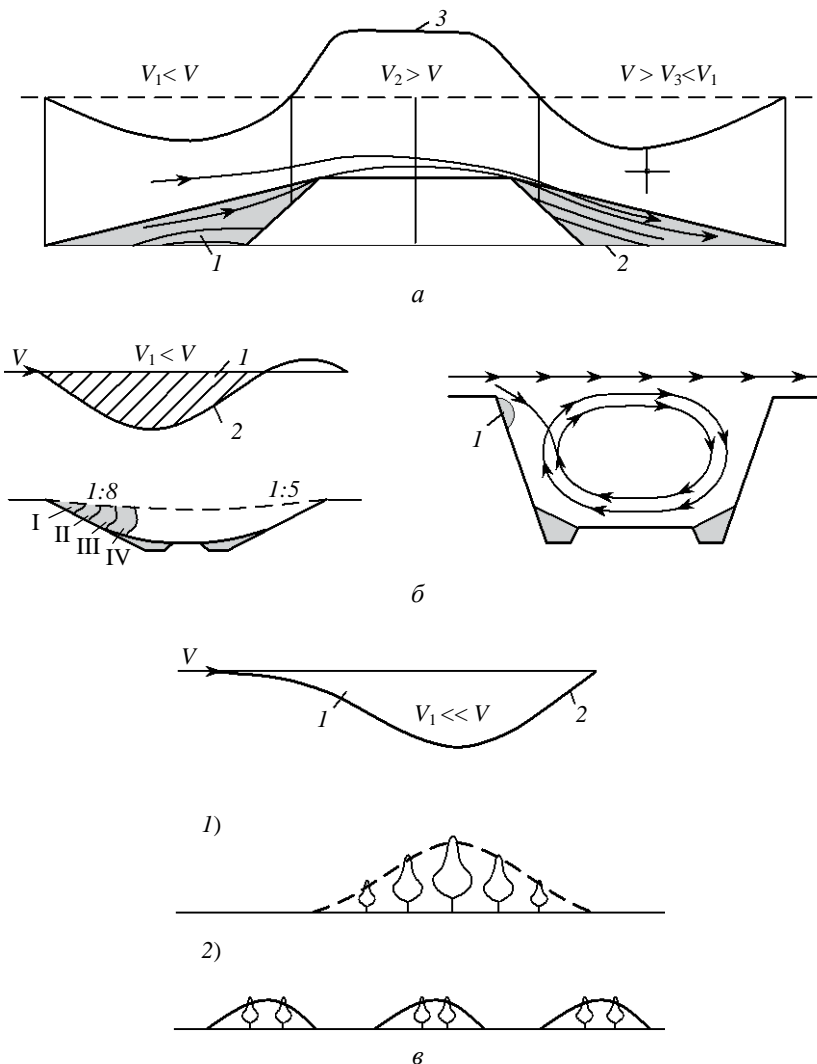 3
V₁ < V V₂ > V V > V₃ < V₁
1 2
а
V V₁ < V 1
2
1:8 1:5
I
II
III
IV
1
б
V
1 V₁ << V 2
1)
2)
в